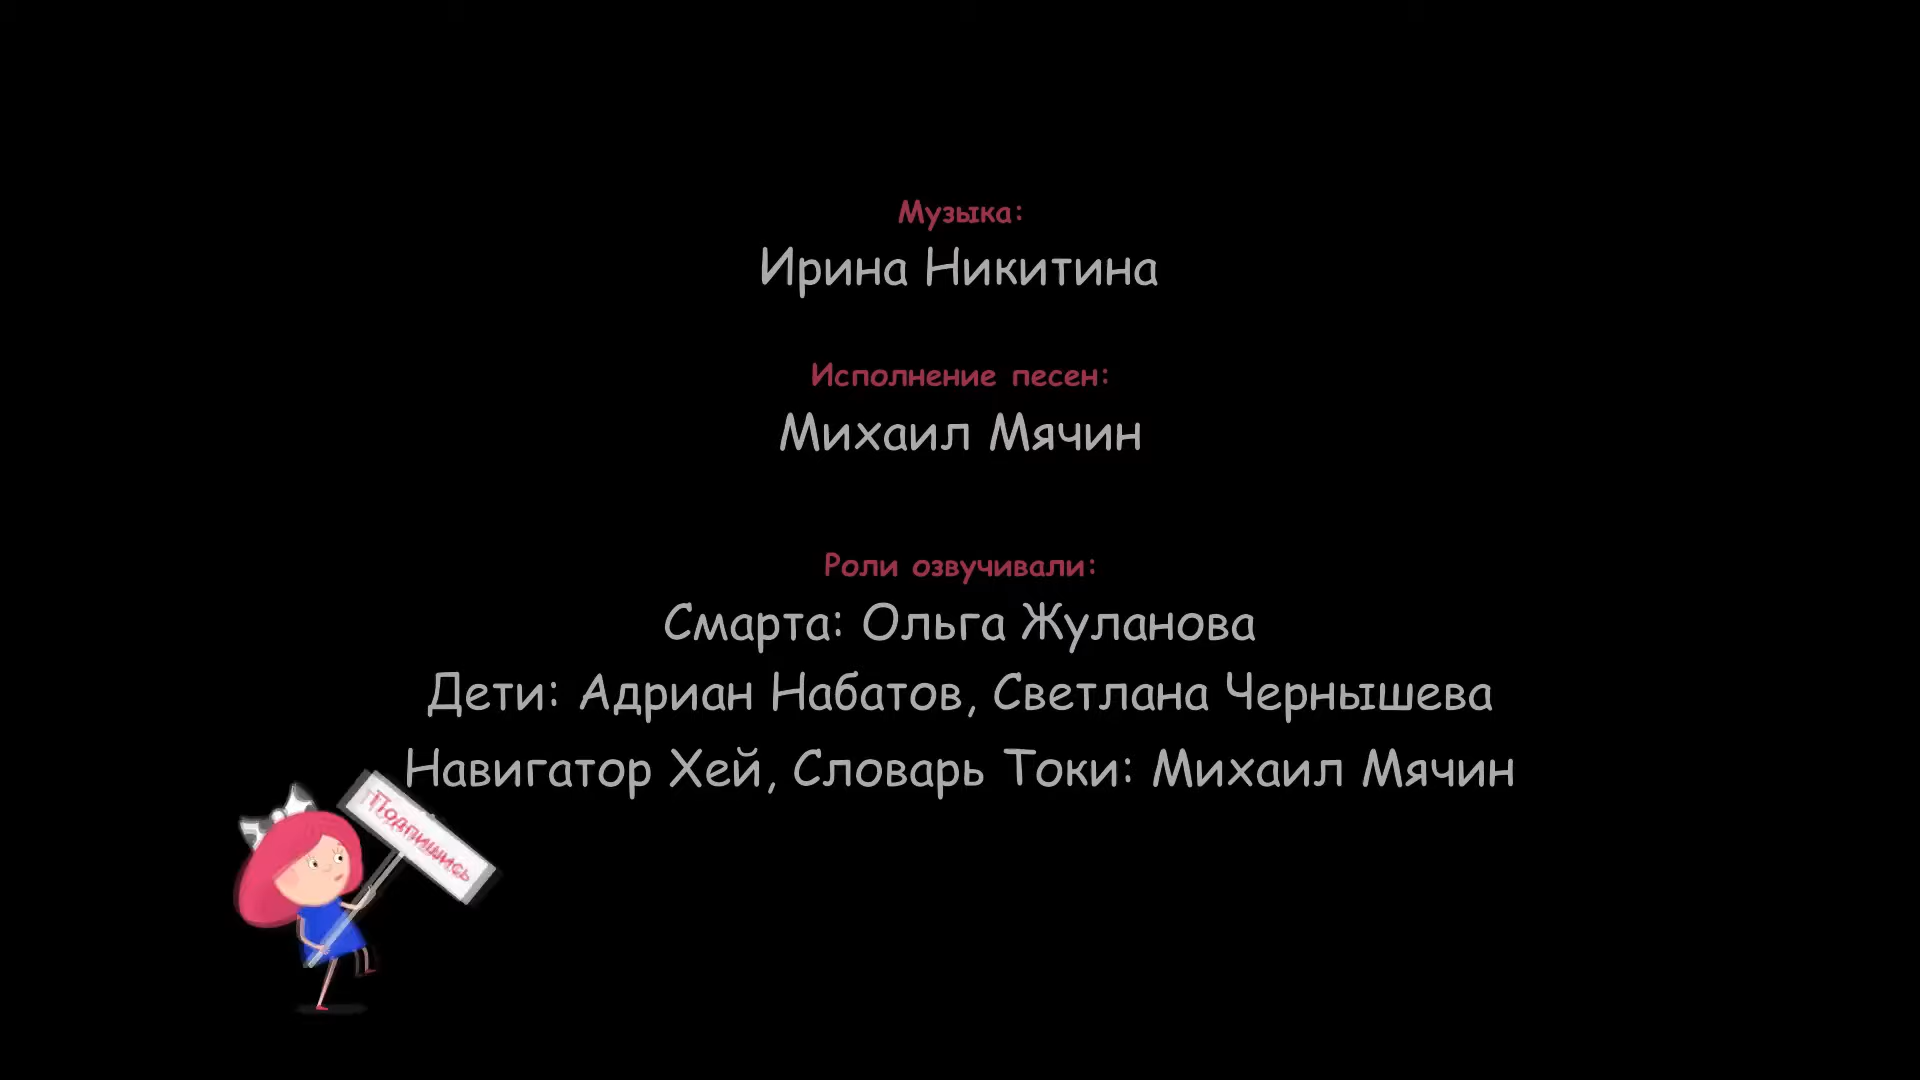 Музыка:
Ирина Никитина
Исполнение песен:
Михаил Мячин
Роли озвучивали:
Смарта: Ольга Жуланова
Дети: Адриан Набатов, Светлана Чернышева
Навигатор Хей, Словарь Токи: Михаил Мячин
Подпишись